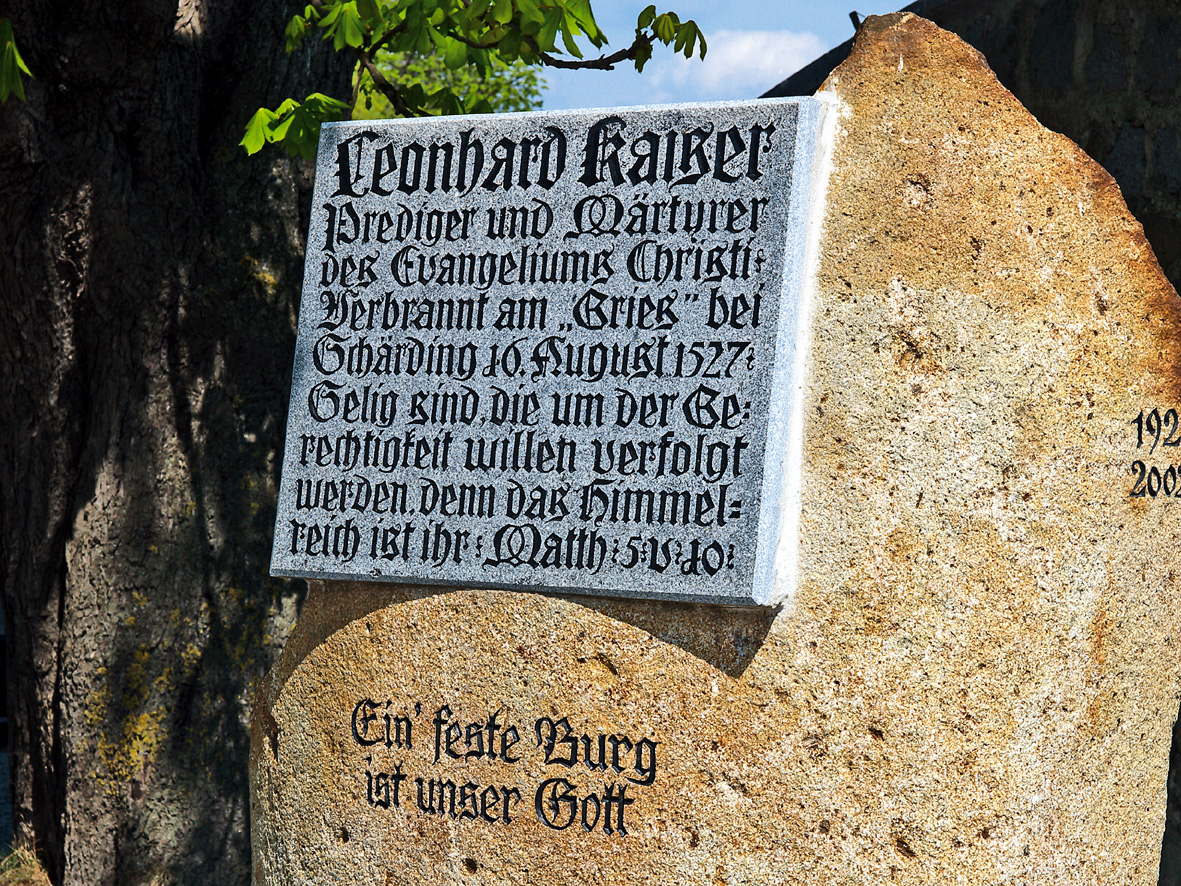 Leonhard Kaiser
Prediger und Märtyrer
des Evangeliums Christi:
Verbrannt am „Gries" bei
Schärding 16. August 1527:
Selig sind, die um der Ge=
rechtigkeit willen verfolgt
werden, denn das Himmel=
reich ist ihr: Matth: 5: V: 10:
Ein' feste Burg
ist unser Gott
192
2002